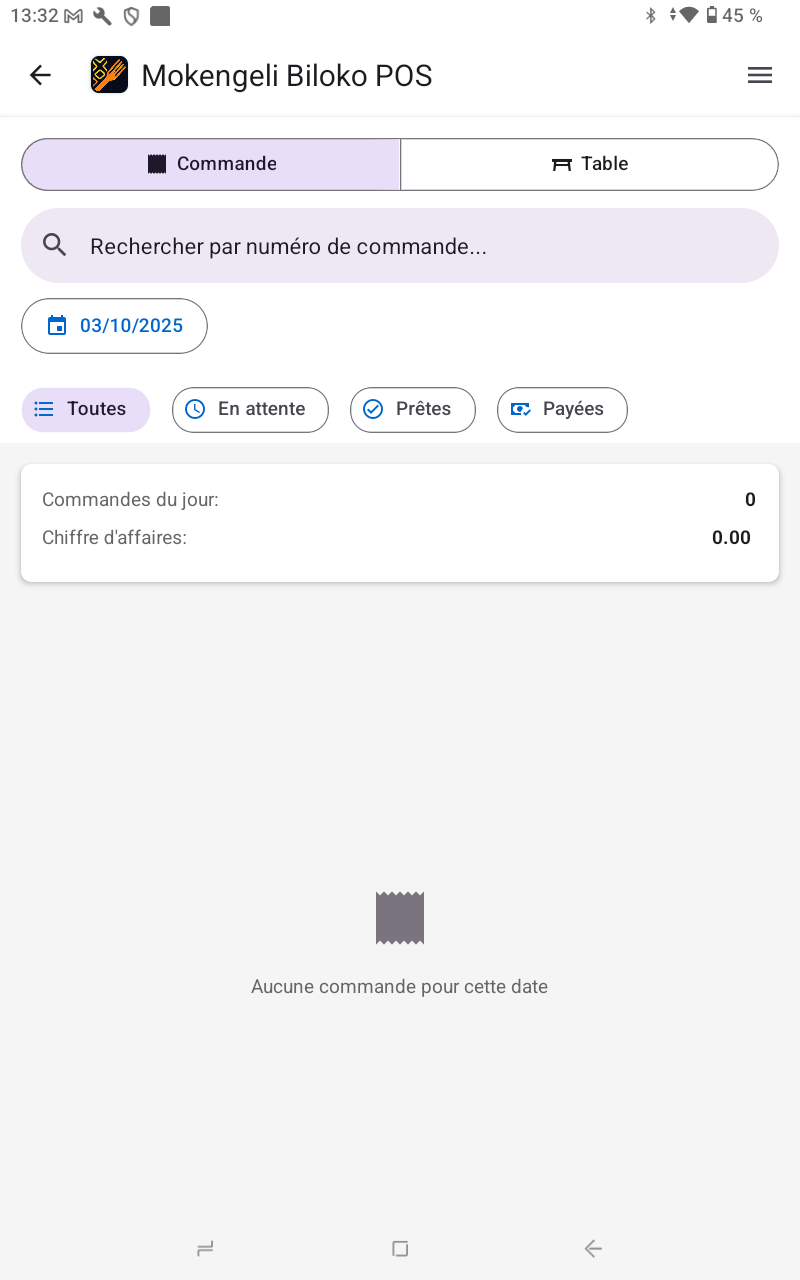 13:32 45 %
Mokengeli Biloko POS
Commande Table
Rechercher par numéro de commande...
03/10/2025
Toutes En attente Prêtes Payées
Commandes du jour: 0
Chiffre d'affaires: 0.00
Aucune commande pour cette date